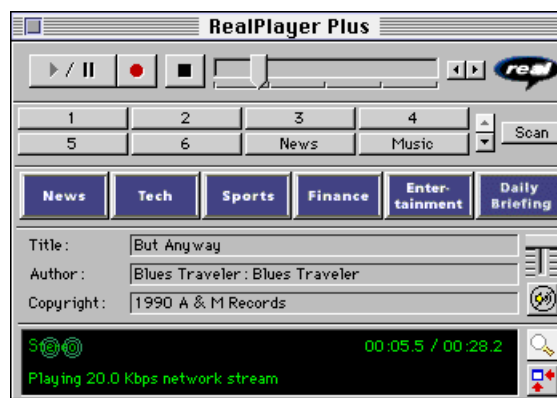 RealPlayer Plus
real
1 2 3 4
5 6 News Music
Scan
News Tech Sports Finance Enter-tainment Daily Briefing
Title: But Anyway
Author: Blues Traveler: Blues Traveler
Copyright: 1990 A & M Records
00:05.5 / 00:28.2
Playing 20.0 Kbps network stream